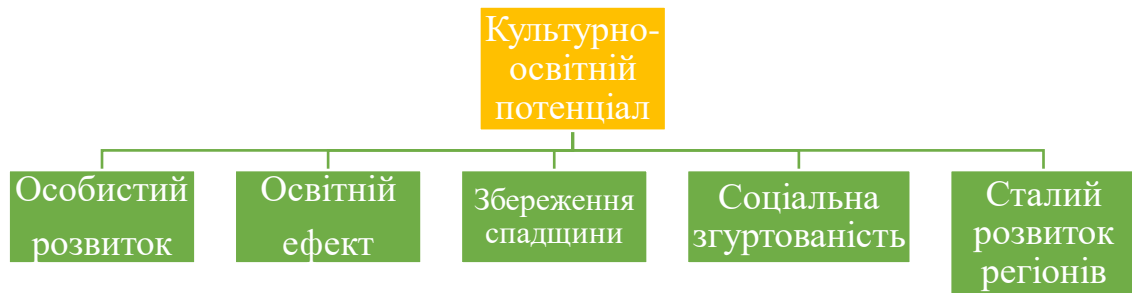 Культурно-
освітній
потенціал
Особистий
розвиток
Освітній
ефект
Збереження
спадщини
Соціальна
згуртованість
Сталий
розвиток
регіонів